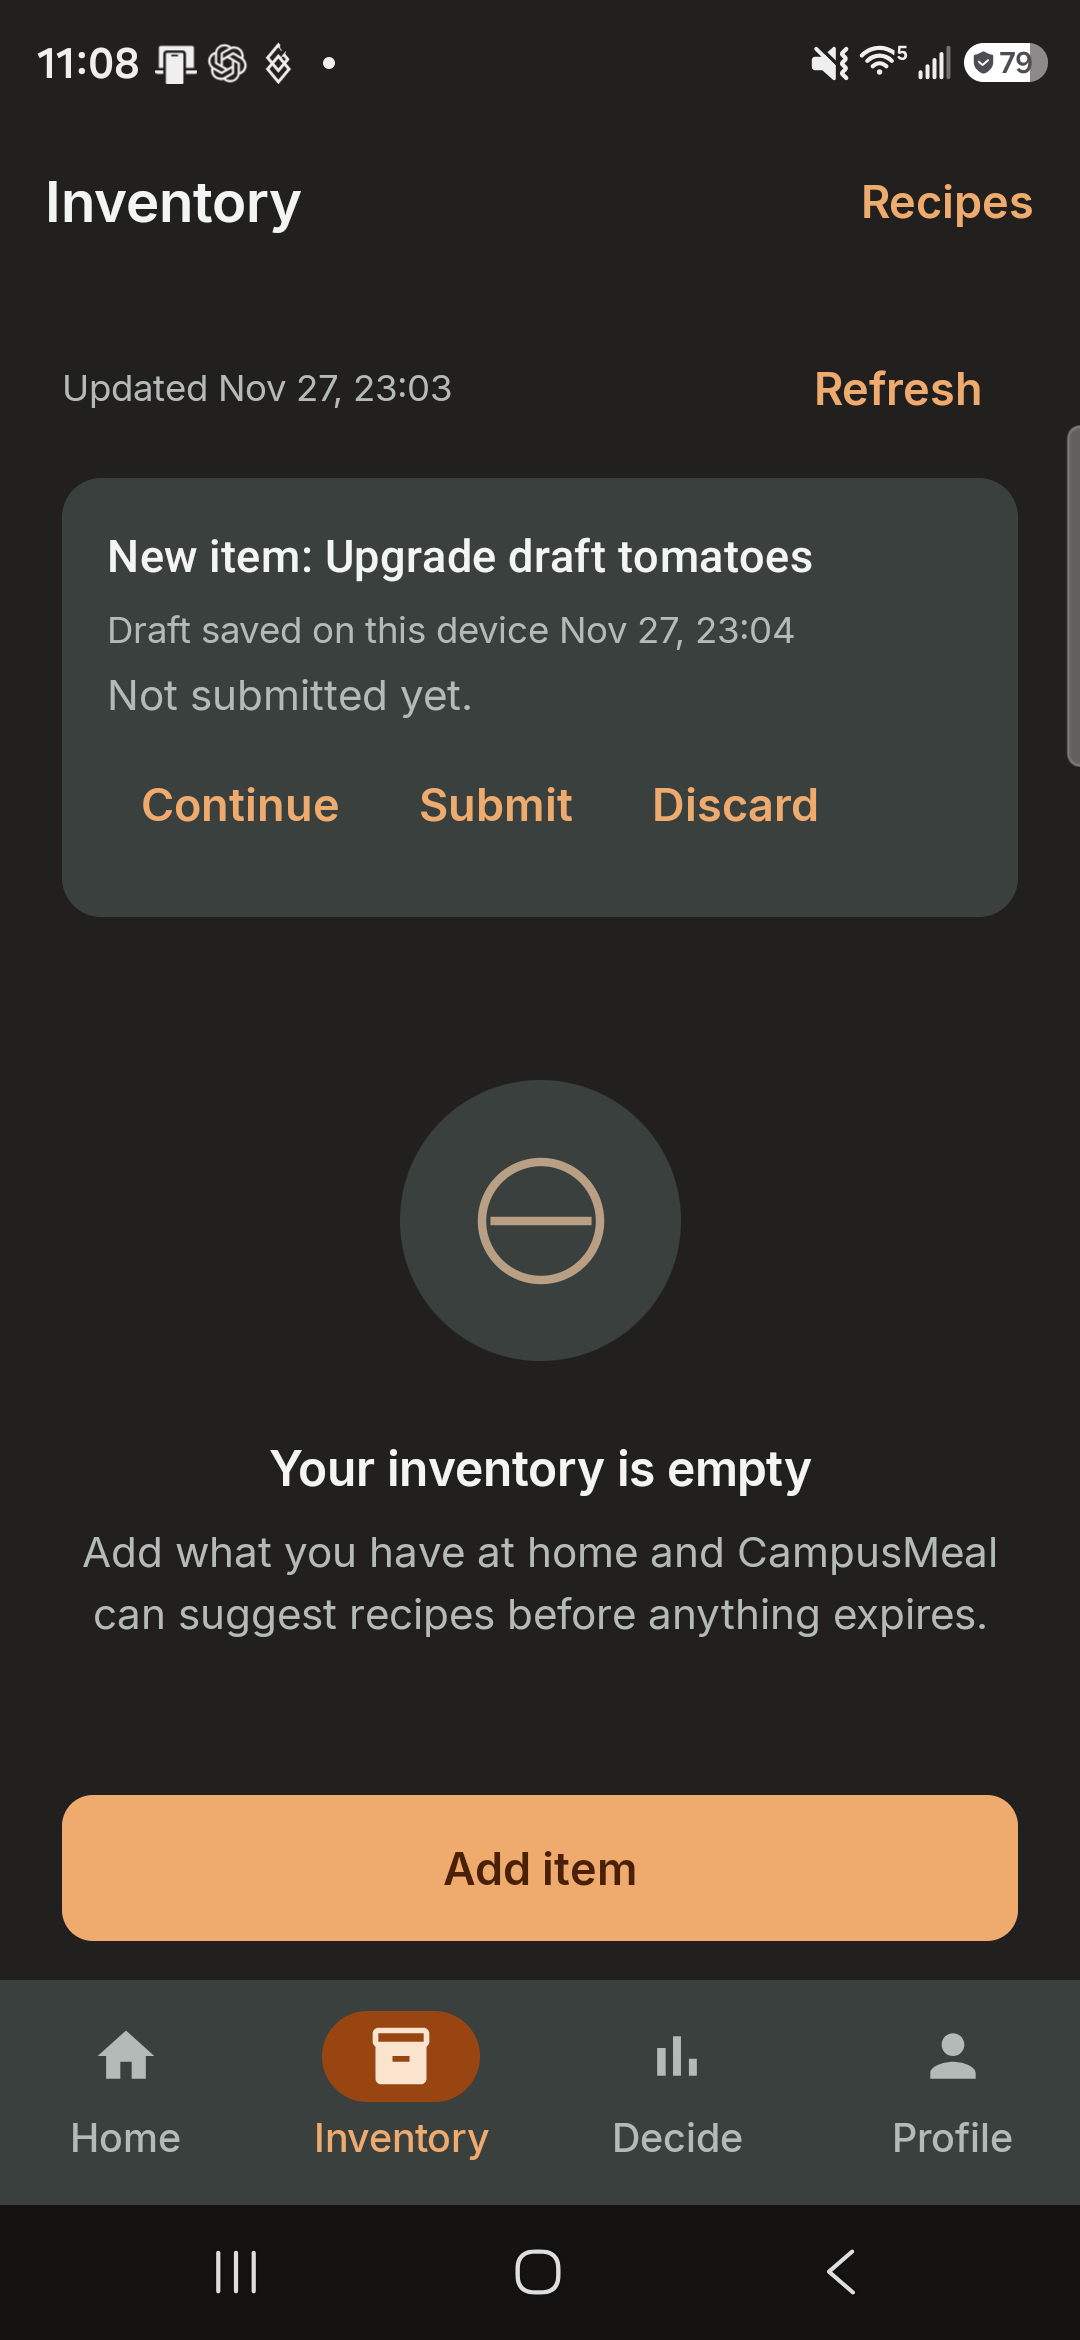 11:08
5
79
Inventory
Recipes
Updated Nov 27, 23:03
Refresh
New item: Upgrade draft tomatoes
Draft saved on this device Nov 27, 23:04
Not submitted yet.
Continue Submit Discard
Your inventory is empty
Add what you have at home and CampusMeal
can suggest recipes before anything expires.
Add item
Home Inventory Decide Profile